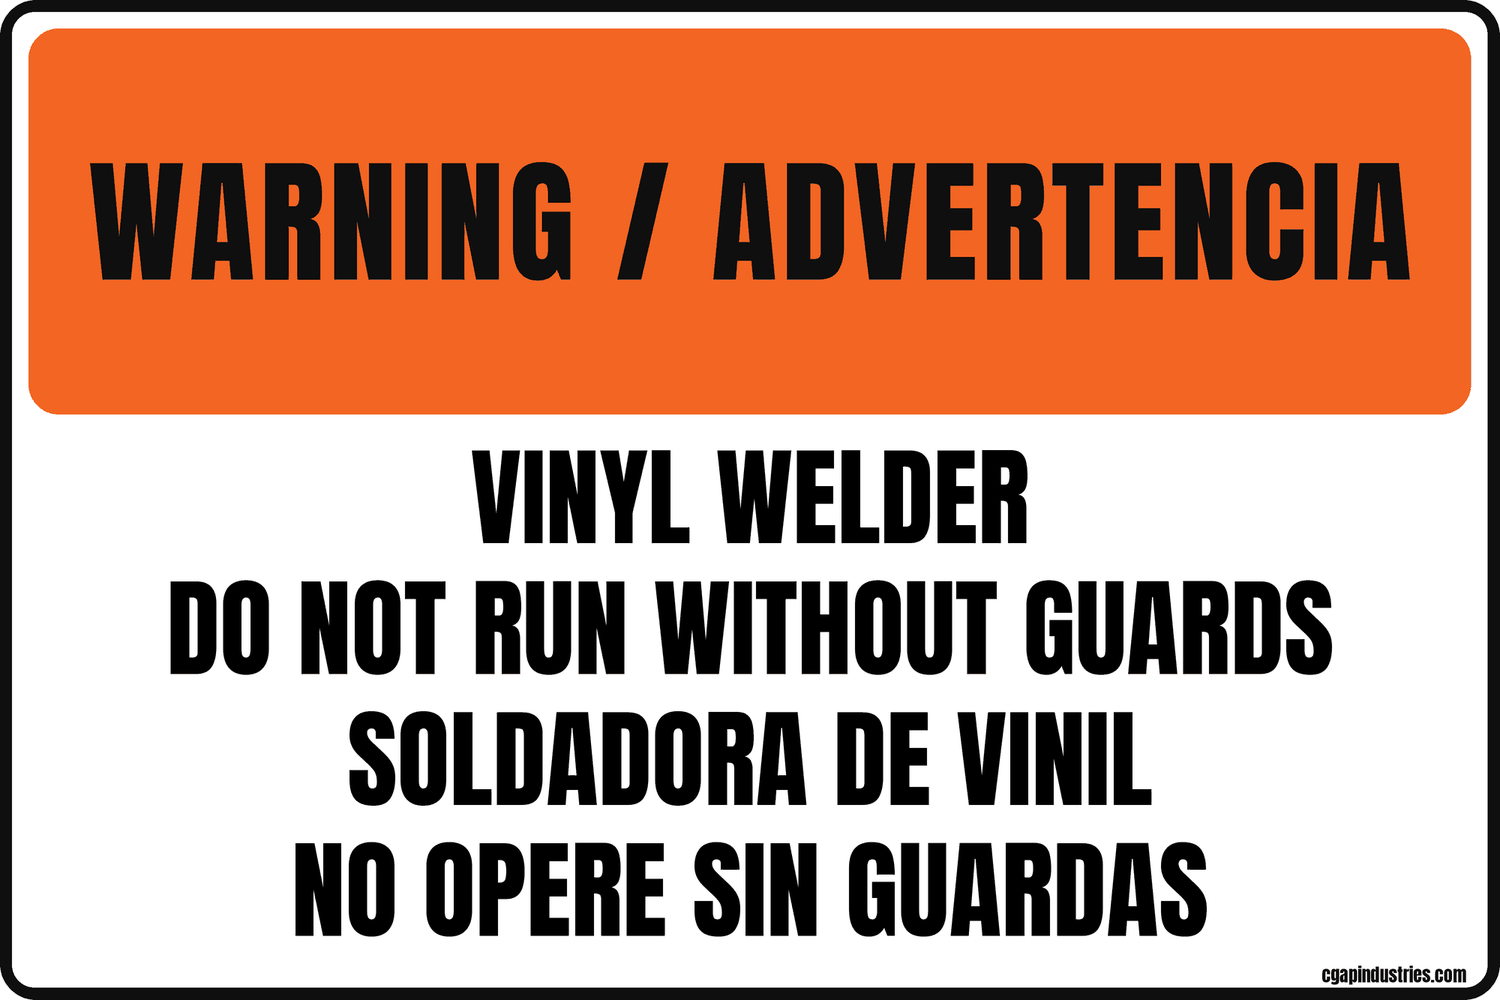 WARNING / ADVERTENCIA
VINYL WELDER
DO NOT RUN WITHOUT GUARDS
SOLDADORA DE VINIL
NO OPERE SIN GUARDAS
cgapindustries.com